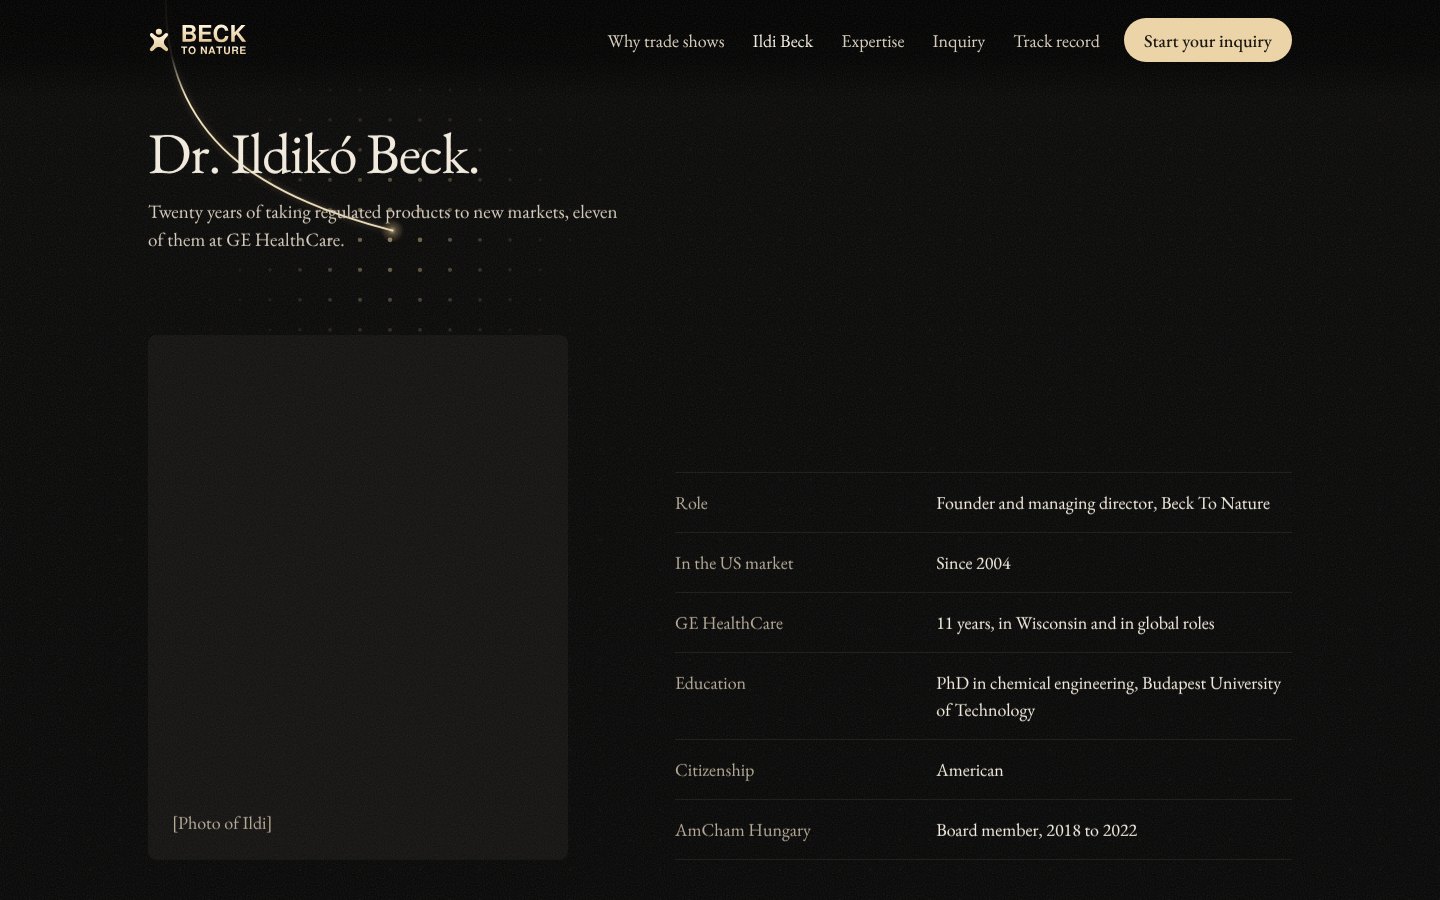 BECK
TO NATURE
Why trade shows
Ildi Beck
Expertise
Inquiry
Track record
Start your inquiry
Dr. Ildikó Beck.
Twenty years of taking regulated products to new markets, eleven
of them at GE HealthCare.
[Photo of Ildi]
Role
Founder and managing director, Beck To Nature
In the US market
Since 2004
GE HealthCare
11 years, in Wisconsin and in global roles
Education
PhD in chemical engineering, Budapest University
of Technology
Citizenship
American
AmCham Hungary
Board member, 2018 to 2022